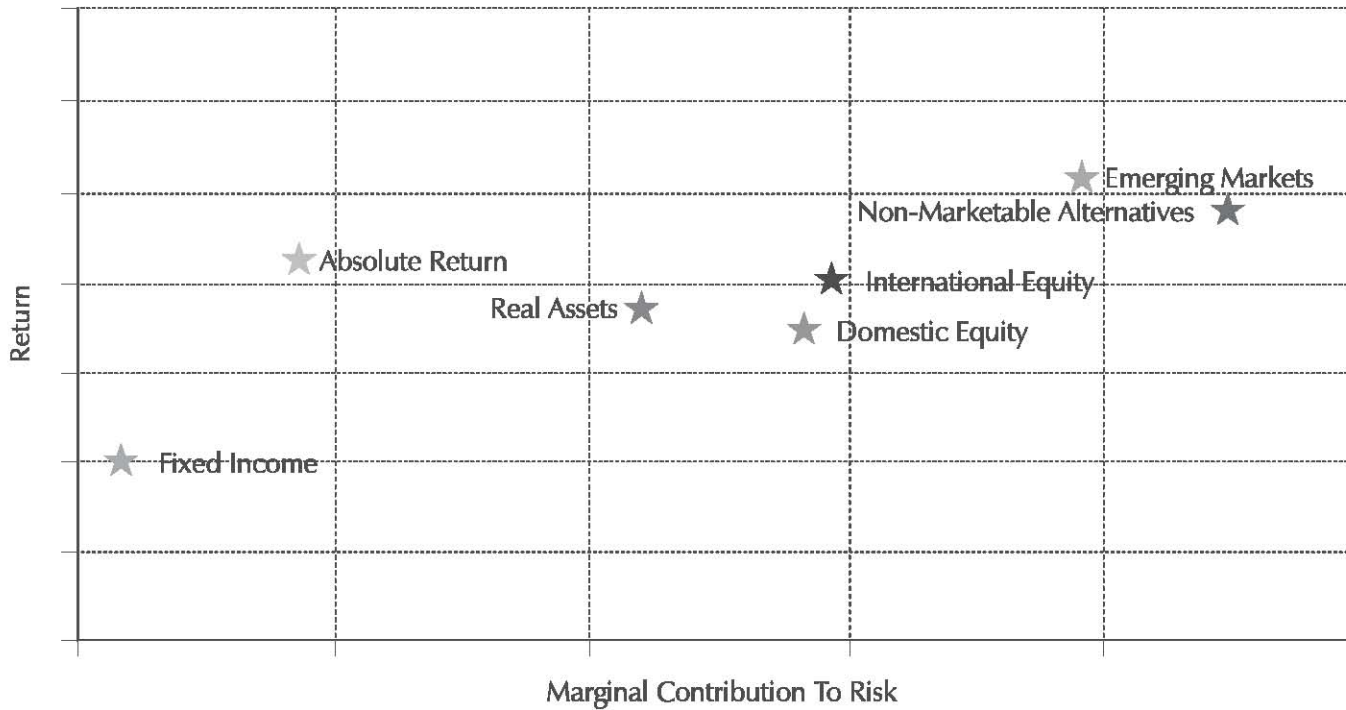 Emerging Markets
Non-Marketable Alternatives
Absolute Return
International Equity
Real Assets
Domestic Equity
Return
Fixed Income
Marginal Contribution To Risk